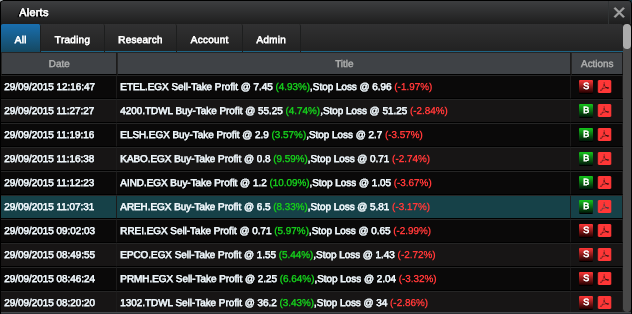 Alerts
All Trading Research Account Admin
Date Title Actions
29/09/2015 12:16:47 ETEL.EGX Sell-Take Profit @ 7.45 (4.93%),Stop Loss @ 6.96 (-1.97%) S
29/09/2015 11:27:27 4200.TDWL Buy-Take Profit @ 55.25 (4.74%),Stop Loss @ 51.25 (-2.84%) B
29/09/2015 11:19:16 ELSH.EGX Buy-Take Profit @ 2.9 (3.57%),Stop Loss @ 2.7 (-3.57%) B
29/09/2015 11:16:38 KABO.EGX Buy-Take Profit @ 0.8 (9.59%),Stop Loss @ 0.71 (-2.74%) B
29/09/2015 11:12:23 AIND.EGX Buy-Take Profit @ 1.2 (10.09%),Stop Loss @ 1.05 (-3.67%) B
29/09/2015 11:07:31 AREH.EGX Buy-Take Profit @ 6.5 (8.33%),Stop Loss @ 5.81 (-3.17%) B
29/09/2015 09:02:03 RREI.EGX Sell-Take Profit @ 0.71 (5.97%),Stop Loss @ 0.65 (-2.99%) S
29/09/2015 08:49:55 EPCO.EGX Sell-Take Profit @ 1.55 (5.44%),Stop Loss @ 1.43 (-2.72%) S
29/09/2015 08:46:24 PRMH.EGX Sell-Take Profit @ 2.25 (6.64%),Stop Loss @ 2.04 (-3.32%) S
29/09/2015 08:20:20 1302.TDWL Sell-Take Profit @ 36.2 (3.43%),Stop Loss @ 34 (-2.86%) S